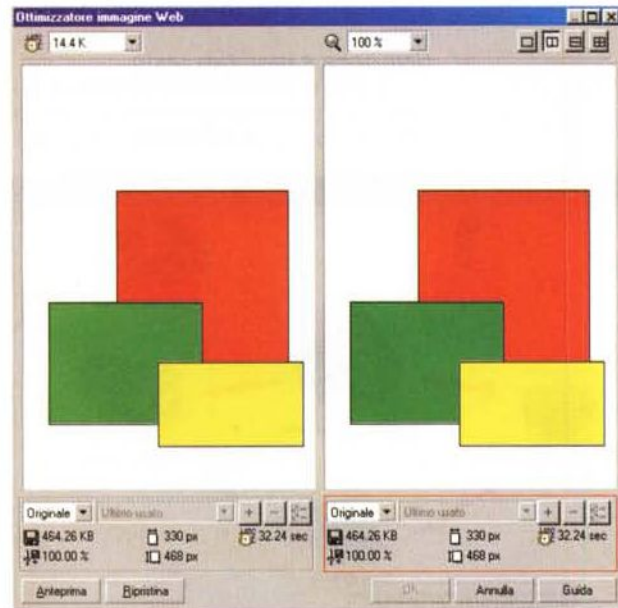 Ottimizzatore immagine Web
14.4 K 100 %
Originale Ultimo usato + − Originale Ultimo usato + −
464.26 KB 330 px 32.24 sec 464.26 KB 330 px 32.24 sec
100.00 % 468 px 100.00 % 468 px
Anteprima Ripristina OK Annulla Guida